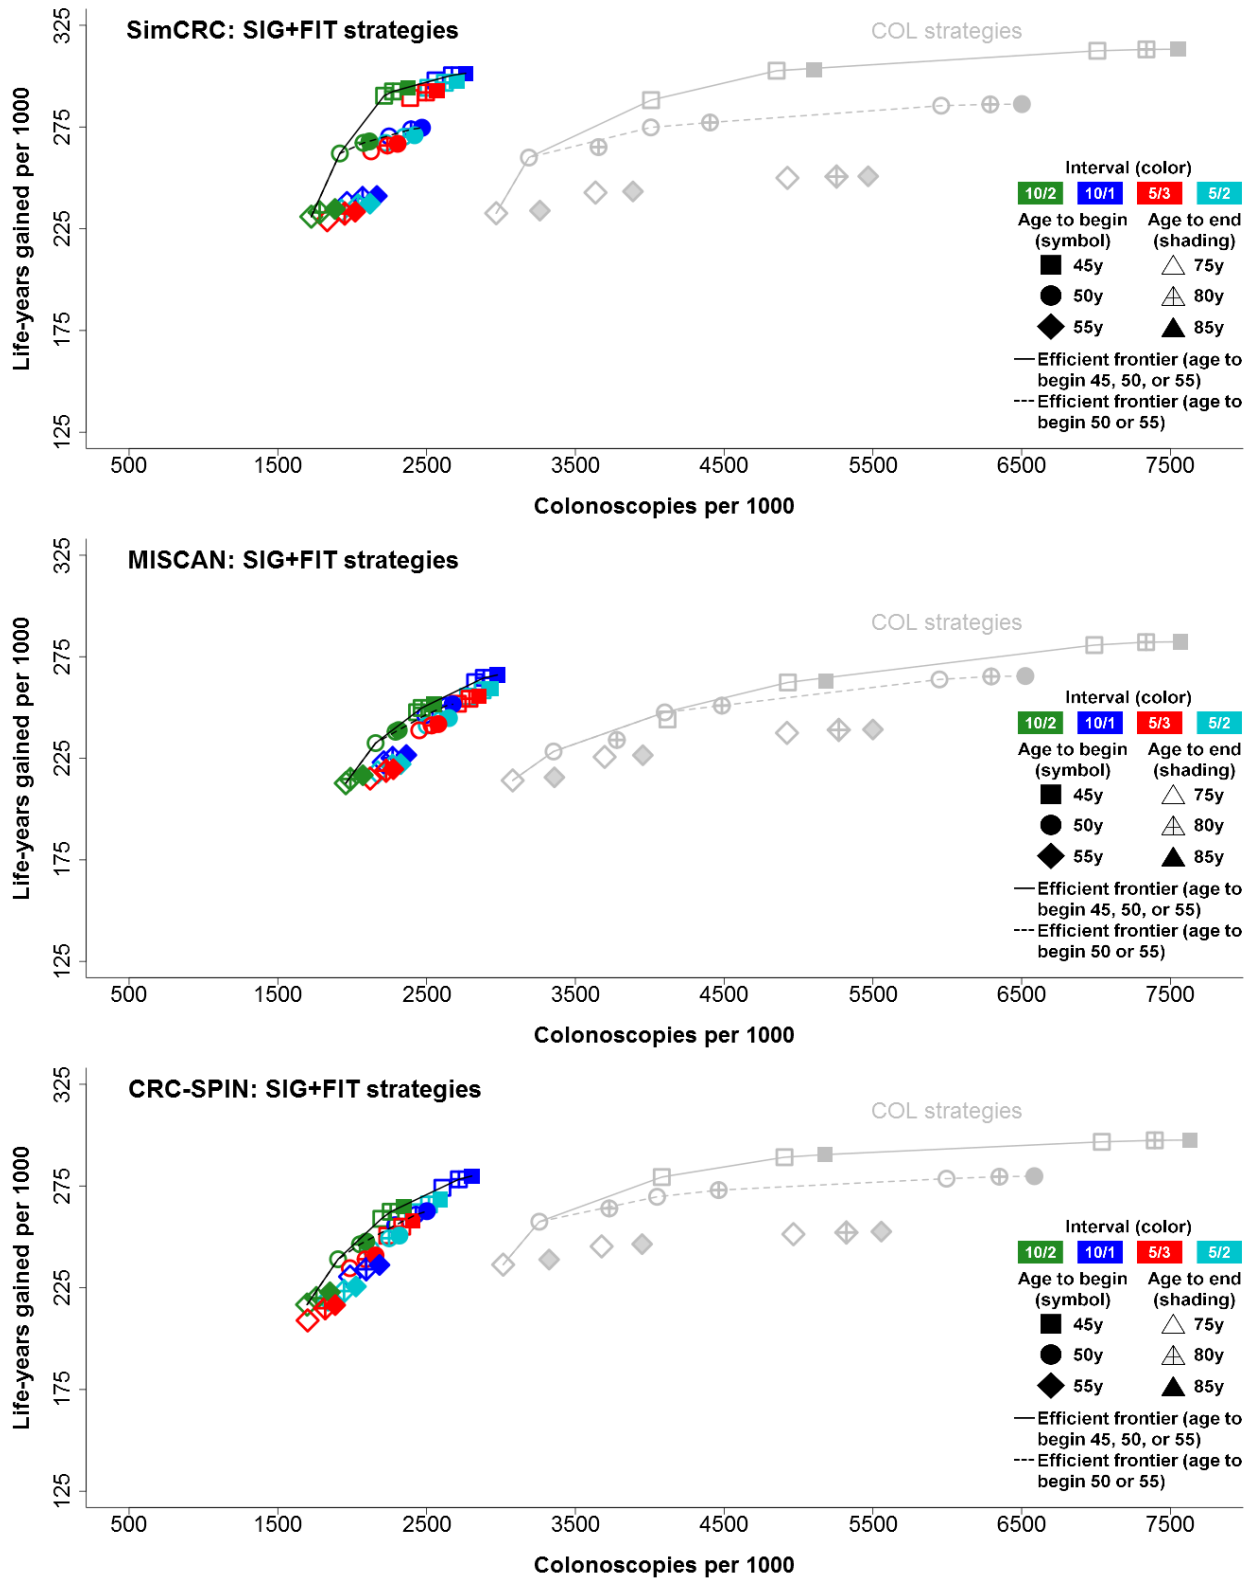 SimCRC: SIG+FIT strategies
COL strategies
Life-years gained per 1000
325
275
225
175
125
500 1500 2500 3500 4500 5500 6500 7500
Colonoscopies per 1000
Interval (color)
10/2 10/1 5/3 5/2
Age to begin (symbol)
Age to end (shading)
45y 75y
50y 80y
55y 85y
Efficient frontier (age to
begin 45, 50, or 55)
Efficient frontier (age to
begin 50 or 55)
MISCAN: SIG+FIT strategies
COL strategies
Life-years gained per 1000
325
275
225
175
125
500 1500 2500 3500 4500 5500 6500 7500
Colonoscopies per 1000
Interval (color)
10/2 10/1 5/3 5/2
Age to begin (symbol)
Age to end (shading)
45y 75y
50y 80y
55y 85y
Efficient frontier (age to
begin 45, 50, or 55)
Efficient frontier (age to
begin 50 or 55)
CRC-SPIN: SIG+FIT strategies
COL strategies
Life-years gained per 1000
325
275
225
175
125
500 1500 2500 3500 4500 5500 6500 7500
Colonoscopies per 1000
Interval (color)
10/2 10/1 5/3 5/2
Age to begin (symbol)
Age to end (shading)
45y 75y
50y 80y
55y 85y
Efficient frontier (age to
begin 45, 50, or 55)
Efficient frontier (age to
begin 50 or 55)